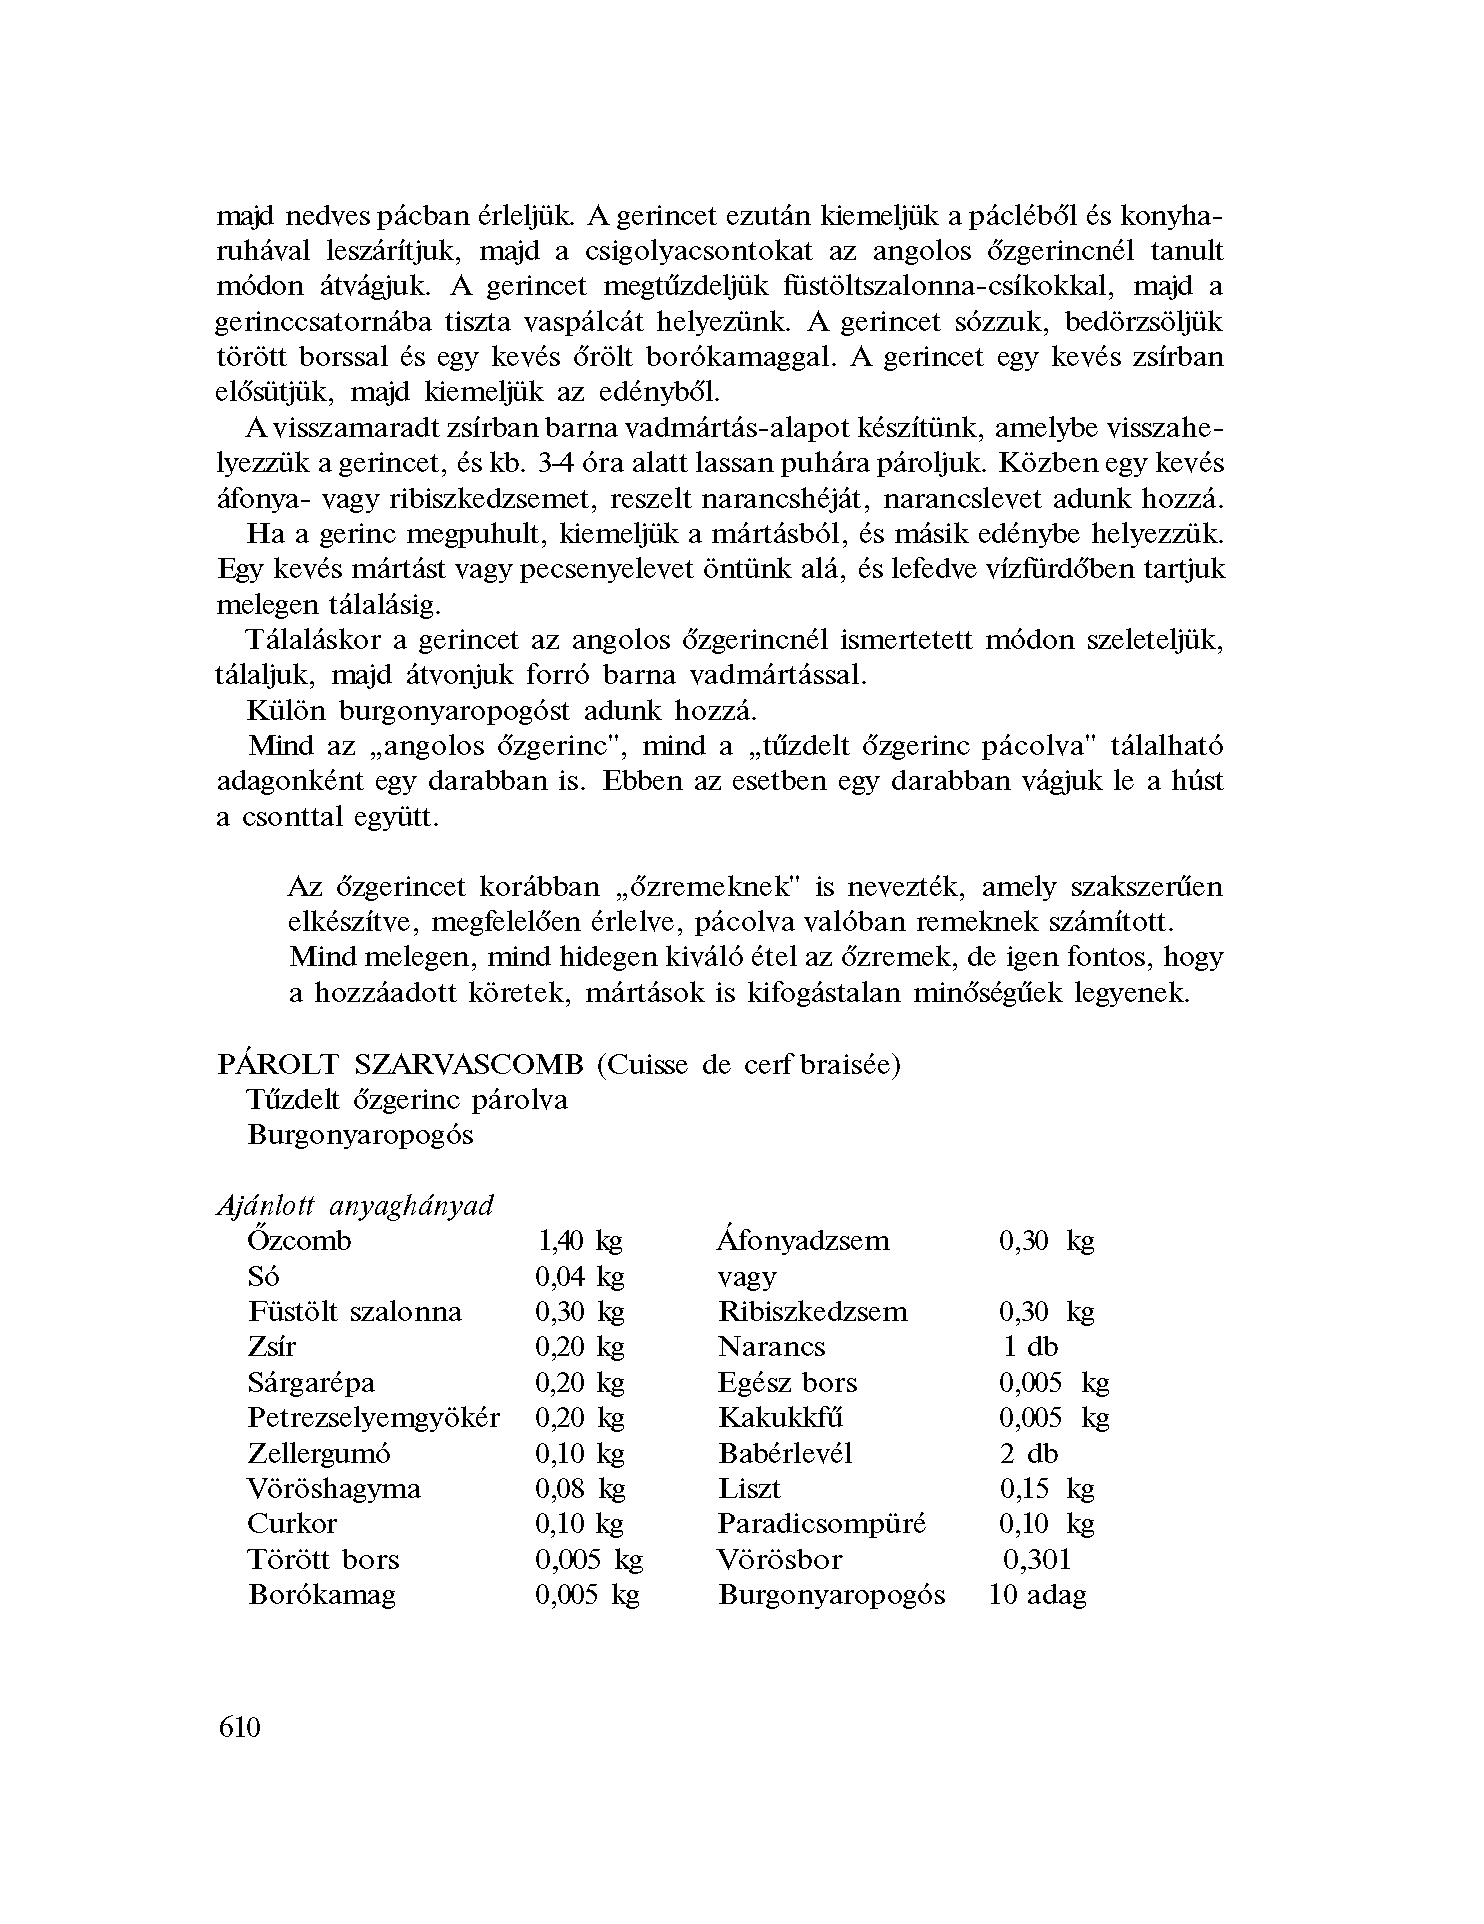 majd nedves pácban érleljük. A gerincet ezután kiemeljük a pácléből és konyha-
ruhával leszárítjuk, majd a csigolyacsontokat az angolos őzgerincnél tanult
módon átvágjuk. A gerincet megtűzdeljük füstöltszalonna-csíkokkal, majd a
gerinccsatornába tiszta vaspálcát helyezünk. A gerincet sózzuk, bedörzsöljük
törött borssal és egy kevés őrölt borókamaggal. A gerincet egy kevés zsírban
elősütjük, majd kiemeljük az edényből.
A visszamaradt zsírban barna vadmártás-alapot készítünk, amelybe visszahe-
lyezzük a gerincet, és kb. 3-4 óra alatt lassan puhára pároljuk. Közben egy kevés
áfonya- vagy ribiszkedzsemet, reszelt narancshéját, narancslevet adunk hozzá.
Ha a gerinc megpuhult, kiemeljük a mártásból, és másik edénybe helyezzük.
Egy kevés mártást vagy pecsenyelevet öntünk alá, és lefedve vízfürdőben tartjuk
melegen tálalásig.
Tálaláskor a gerincet az angolos őzgerincnél ismertetett módon szeleteljük,
tálaljuk, majd átvonjuk forró barna vadmártással.
Külön burgonyaropogóst adunk hozzá.
Mind az „angolos őzgerinc", mind a „tűzdelt őzgerinc pácolva" tálalható
adagonként egy darabban is. Ebben az esetben egy darabban vágjuk le a húst
a csonttal együtt.
Az őzgerincet korábban „őzremeknek" is nevezték, amely szakszerűen
elkészítve, megfelelően érlelve, pácolva valóban remeknek számított.
Mind melegen, mind hidegen kiváló étel az őzremek, de igen fontos, hogy
a hozzáadott köretek, mártások is kifogástalan minőségűek legyenek.
PÁROLT SZARVASCOMB (Cuisse de cerf braisée)
Tűzdelt őzgerinc párolva
Burgonyaropogós
Ajánlott anyaghányad
Őzcomb 1,40 kg Áfonyadzsem 0,30 kg
Só 0,04 kg vagy
Füstölt szalonna 0,30 kg Ribiszkedzsem 0,30 kg
Zsír 0,20 kg Narancs 1 db
Sárgarépa 0,20 kg Egész bors 0,005 kg
Petrezselyemgyökér 0,20 kg Kakukkfű 0,005 kg
Zellergumó 0,10 kg Babérlevél 2 db
Vöröshagyma 0,08 kg Liszt 0,15 kg
Curkor 0,10 kg Paradicsompüré 0,10 kg
Törött bors 0,005 kg Vörösbor 0,301
Borókamag 0,005 kg Burgonyaropogós 10 adag
610